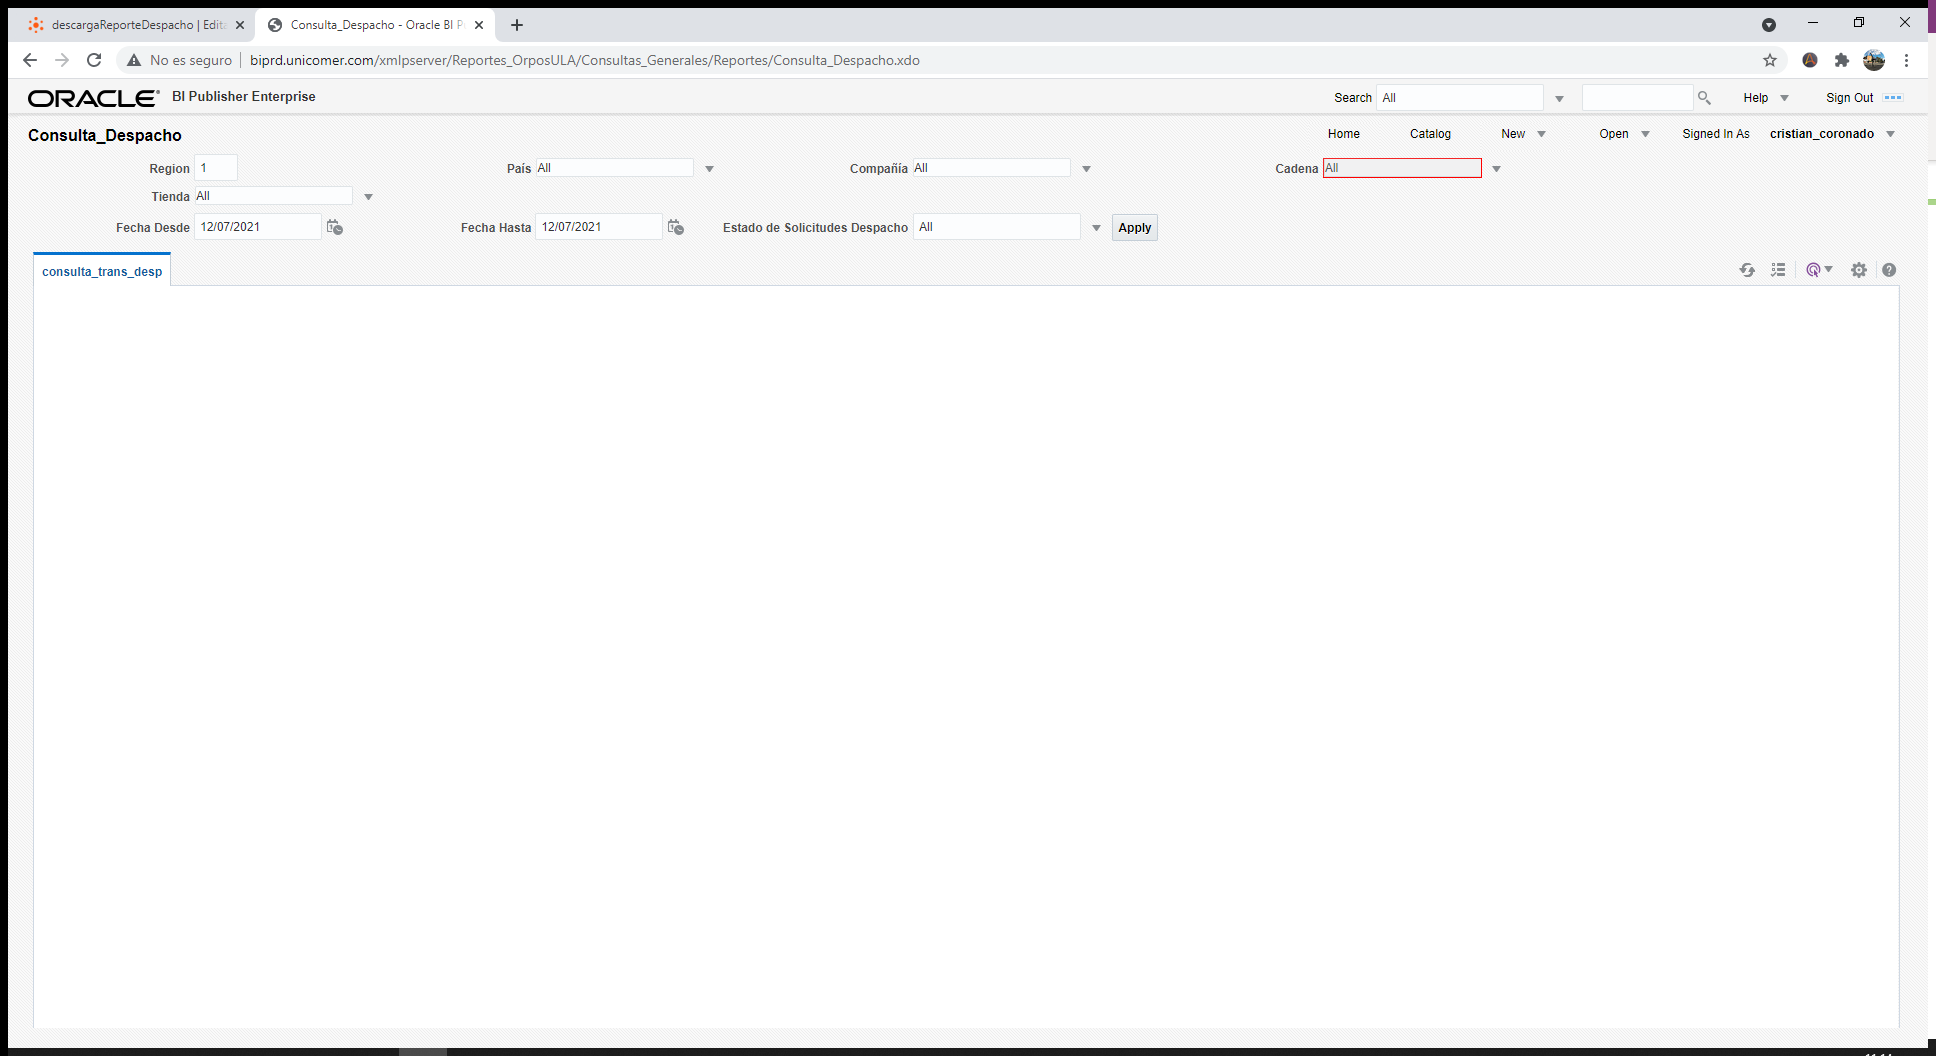 descargaReporteDespacho | Edita
Consulta_Despacho - Oracle BI P
No es seguro
biprd.unicomer.com/xmlpserver/Reportes_OrposULA/Consultas_Generales/Reportes/Consulta_Despacho.xdo
ORACLE BI Publisher Enterprise
Search All
Help
Sign Out
Consulta_Despacho
Home
Catalog
New
Open
Signed In As cristian_coronado
Region 1
País All
Compañía All
Cadena All
Tienda All
Fecha Desde 12/07/2021
Fecha Hasta 12/07/2021
Estado de Solicitudes Despacho All
Apply
consulta_trans_desp